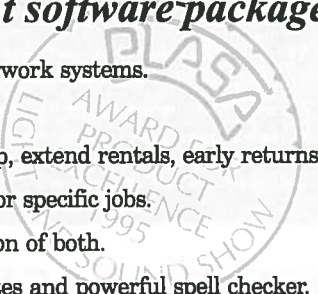 t software package
work systems.
, extend rentals, early returns
or specific jobs.
on of both.
es and powerful spell checker.
PLASA
AWARD FOR
PRODUCT
EXCELLENCE
1995
LIGHT AND SOUND SHOW